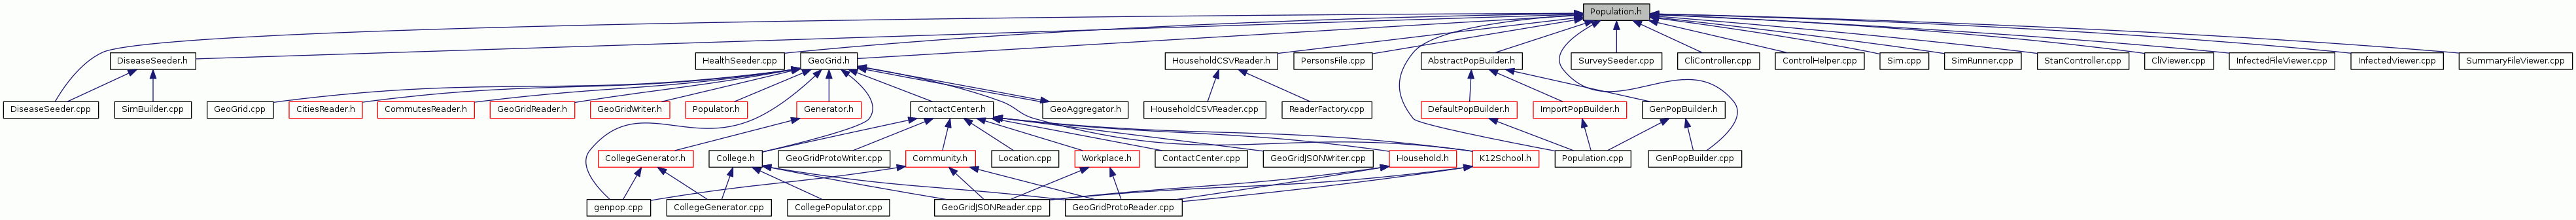 Population.h
DiseaseSeeder.h
HealthSeeder.cpp
GeoGrid.h
HouseholdCSVReader.h
PersonsFile.cpp
AbstractPopBuilder.h
SurveySeeder.cpp
CliController.cpp
ControlHelper.cpp
Sim.cpp
SimRunner.cpp
StanController.cpp
CliViewer.cpp
InfectedFileViewer.cpp
InfectedViewer.cpp
SummaryFileViewer.cpp
DiseaseSeeder.cpp
SimBuilder.cpp
GeoGrid.cpp
CitiesReader.h
CommutesReader.h
GeoGridReader.h
GeoGridWriter.h
Populator.h
Generator.h
ContactCenter.h
GeoAggregator.h
HouseholdCSVReader.cpp
ReaderFactory.cpp
DefaultPopBuilder.h
ImportPopBuilder.h
GenPopBuilder.h
CollegeGenerator.h
College.h
GeoGridProtoWriter.cpp
Community.h
Location.cpp
Workplace.h
ContactCenter.cpp
GeoGridJSONWriter.cpp
Household.h
K12School.h
Population.cpp
GenPopBuilder.cpp
genpop.cpp
CollegeGenerator.cpp
CollegePopulator.cpp
GeoGridJSONReader.cpp
GeoGridProtoReader.cpp